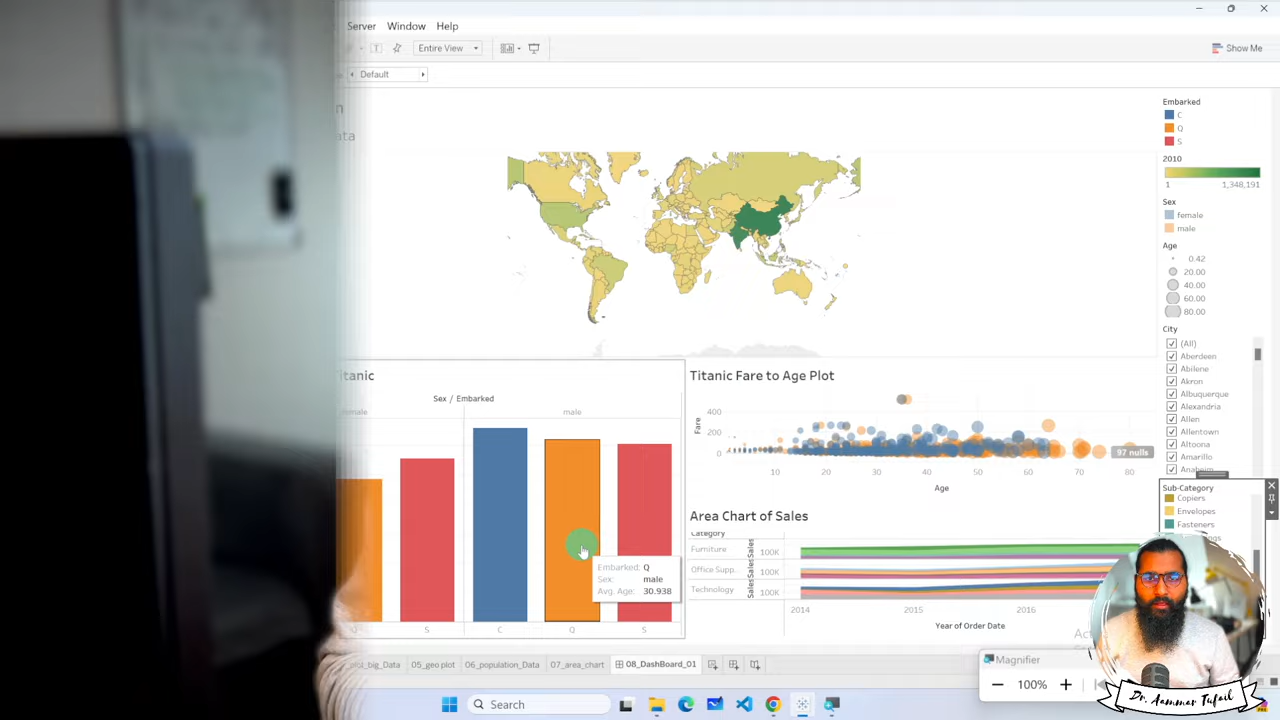 Server Window Help
Entire View
Show Me
Default
Embarked
C
Q
S
2010
1 1,348,191
Sex
female
male
Age
0.42
20.00
40.00
60.00
80.00
City
(All)
Aberdeen
Abilene
Akron
Albuquerque
Alexandria
Allen
Allentown
Altoona
Amarillo
Anaheim
Sub-Category
Copiers
Envelopes
Fasteners
Sex / Embarked
male
S C Q S
Embarked: Q
Sex: male
Avg. Age: 30.938
Titanic Fare to Age Plot
Fare
400
200
0
97 nulls
10 20 30 40 50 60 70 80
Age
Area Chart of Sales
Category
Furniture Sales 100K
Office Supp.. Sales 100K
Technology Sales 100K
2014 2015 2016
Year of Order Date
05_geo plot 06_population_Data 07_area_chart 08_DashBoard_01
Magnifier
100%
Search
Dr. Aammar Tufail